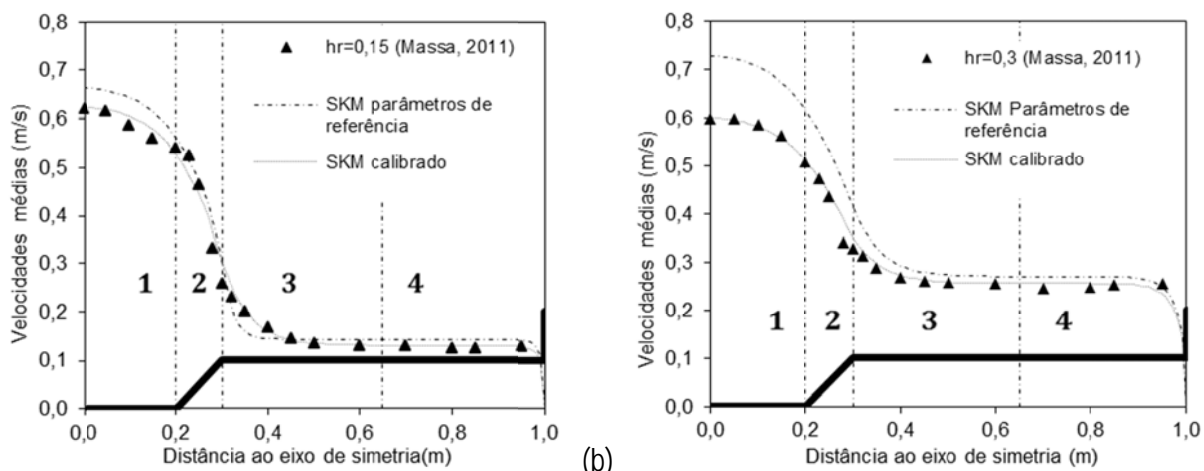 0,8
0,7
0,6
0,5
0,4
0,3
0,2
0,1
0,0
Velocidades médias (m/s)
hr=0,15 (Massa, 2011)
SKM parâmetros de
referência
SKM calibrado
1
2
3
4
0,0
0,2
0,4
0,6
0,8
1,0
Distância ao eixo de simetria(m)
(b)
0,8
0,7
0,6
0,5
0,4
0,3
0,2
0,1
0,0
Velocidades médias (m/s)
hr=0,3 (Massa, 2011)
SKM Parâmetros de
referência
SKM calibrado
1
2
3
4
0,0
0,2
0,4
0,6
0,8
1,0
Distância ao eixo de simetria (m)